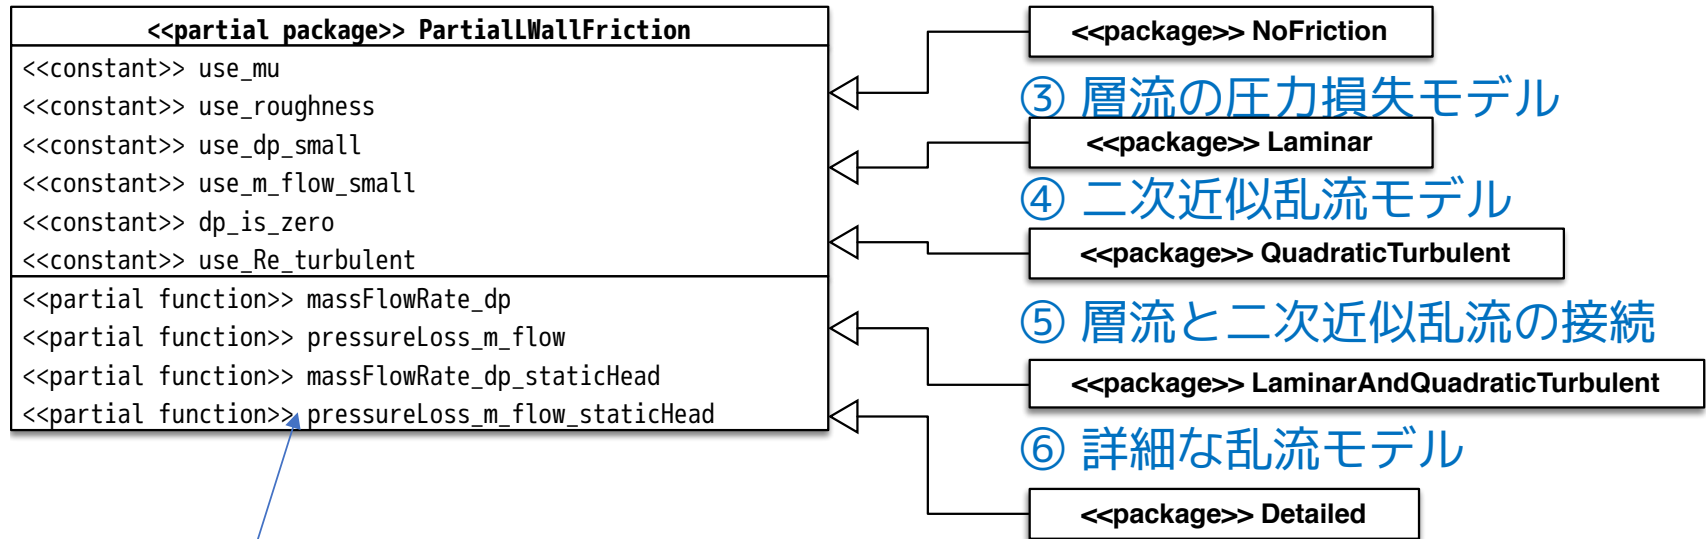 <<partial package>> PartialLWallFriction
<<constant>> use_mu
<<constant>> use_roughness
<<constant>> use_dp_small
<<constant>> use_m_flow_small
<<constant>> dp_is_zero
<<constant>> use_Re_turbulent
<<partial function>> massFlowRate_dp
<<partial function>> pressureLoss_m_flow
<<partial function>> massFlowRate_dp_staticHead
<<partial function>> pressureLoss_m_flow_staticHead
<<package>> NoFriction
③ 層流の圧力損失モデル
<<package>> Laminar
④ 二次近似乱流モデル
<<package>> QuadraticTurbulent
⑤ 層流と二次近似乱流の接続
<<package>> LaminarAndQuadraticTurbulent
⑥ 詳細な乱流モデル
<<package>> Detailed